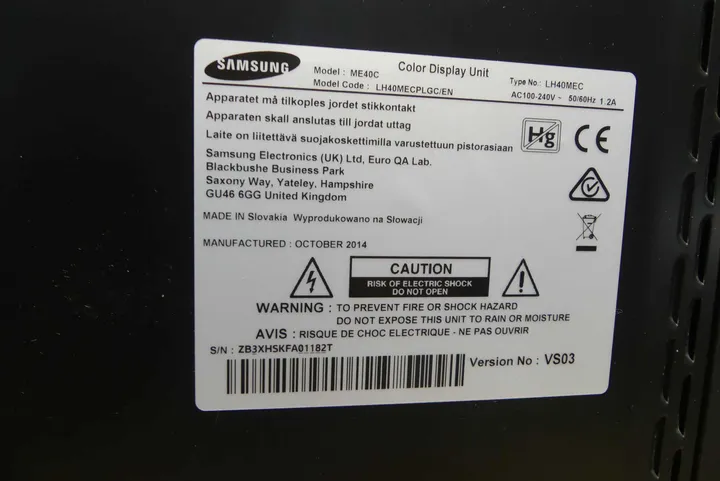 SAMSUNG
Model : ME40C
Color Display Unit
Type No : LH40MEC
Model Code : LH40MECPLGC/EN
AC100-240V ~ 50/60Hz 1.2A
Apparatet må tilkoples jordet stikkontakt
Apparaten skall anslutas till jordat uttag
Laite on liitettävä suojakoskettimilla varustettuun pistorasiaan
Hg
CE
Samsung Electronics (UK) Ltd, Euro QA Lab.
Blackbushe Business Park
Saxony Way, Yateley, Hampshire
GU46 6GG United Kingdom
MADE IN Slovakia Wyprodukowano na Słowacji
MANUFACTURED : OCTOBER 2014
CAUTION
RISK OF ELECTRIC SHOCK
DO NOT OPEN
WARNING : TO PREVENT FIRE OR SHOCK HAZARD
DO NOT EXPOSE THIS UNIT TO RAIN OR MOISTURE
AVIS : RISQUE DE CHOC ELECTRIQUE - NE PAS OUVRIR
S/N : ZB3XHSKFA01182T
Version No : VS03